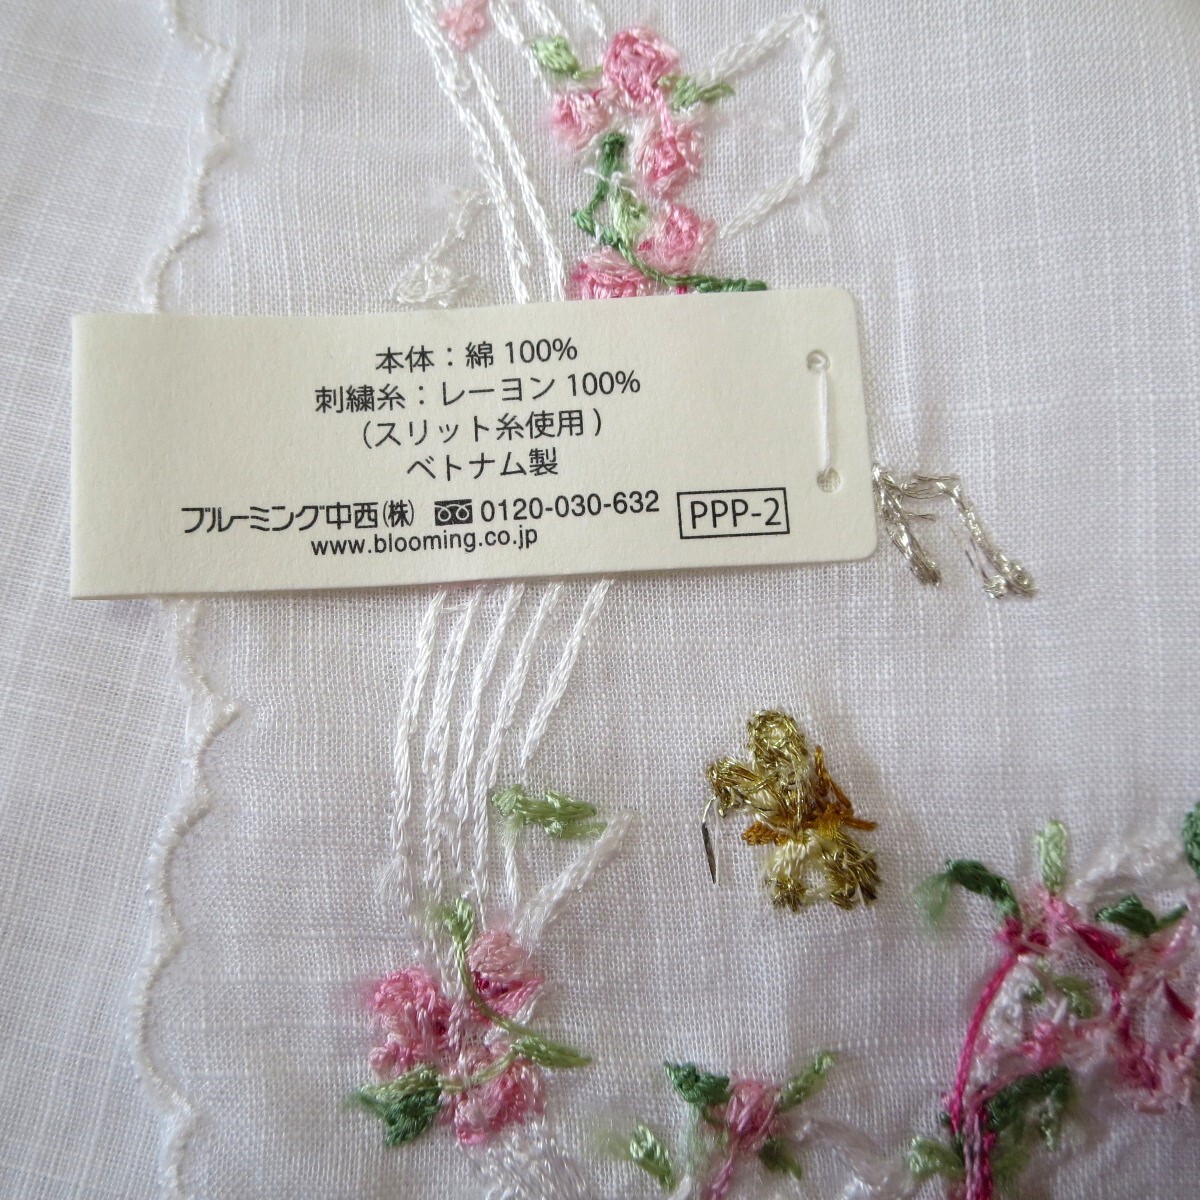 本体：綿 100%
刺繍糸：レーヨン 100%
（スリット糸使用）
ベトナム製
ブルーミング中西㈱ 0120-030-632 PPP-2
www.blooming.co.jp